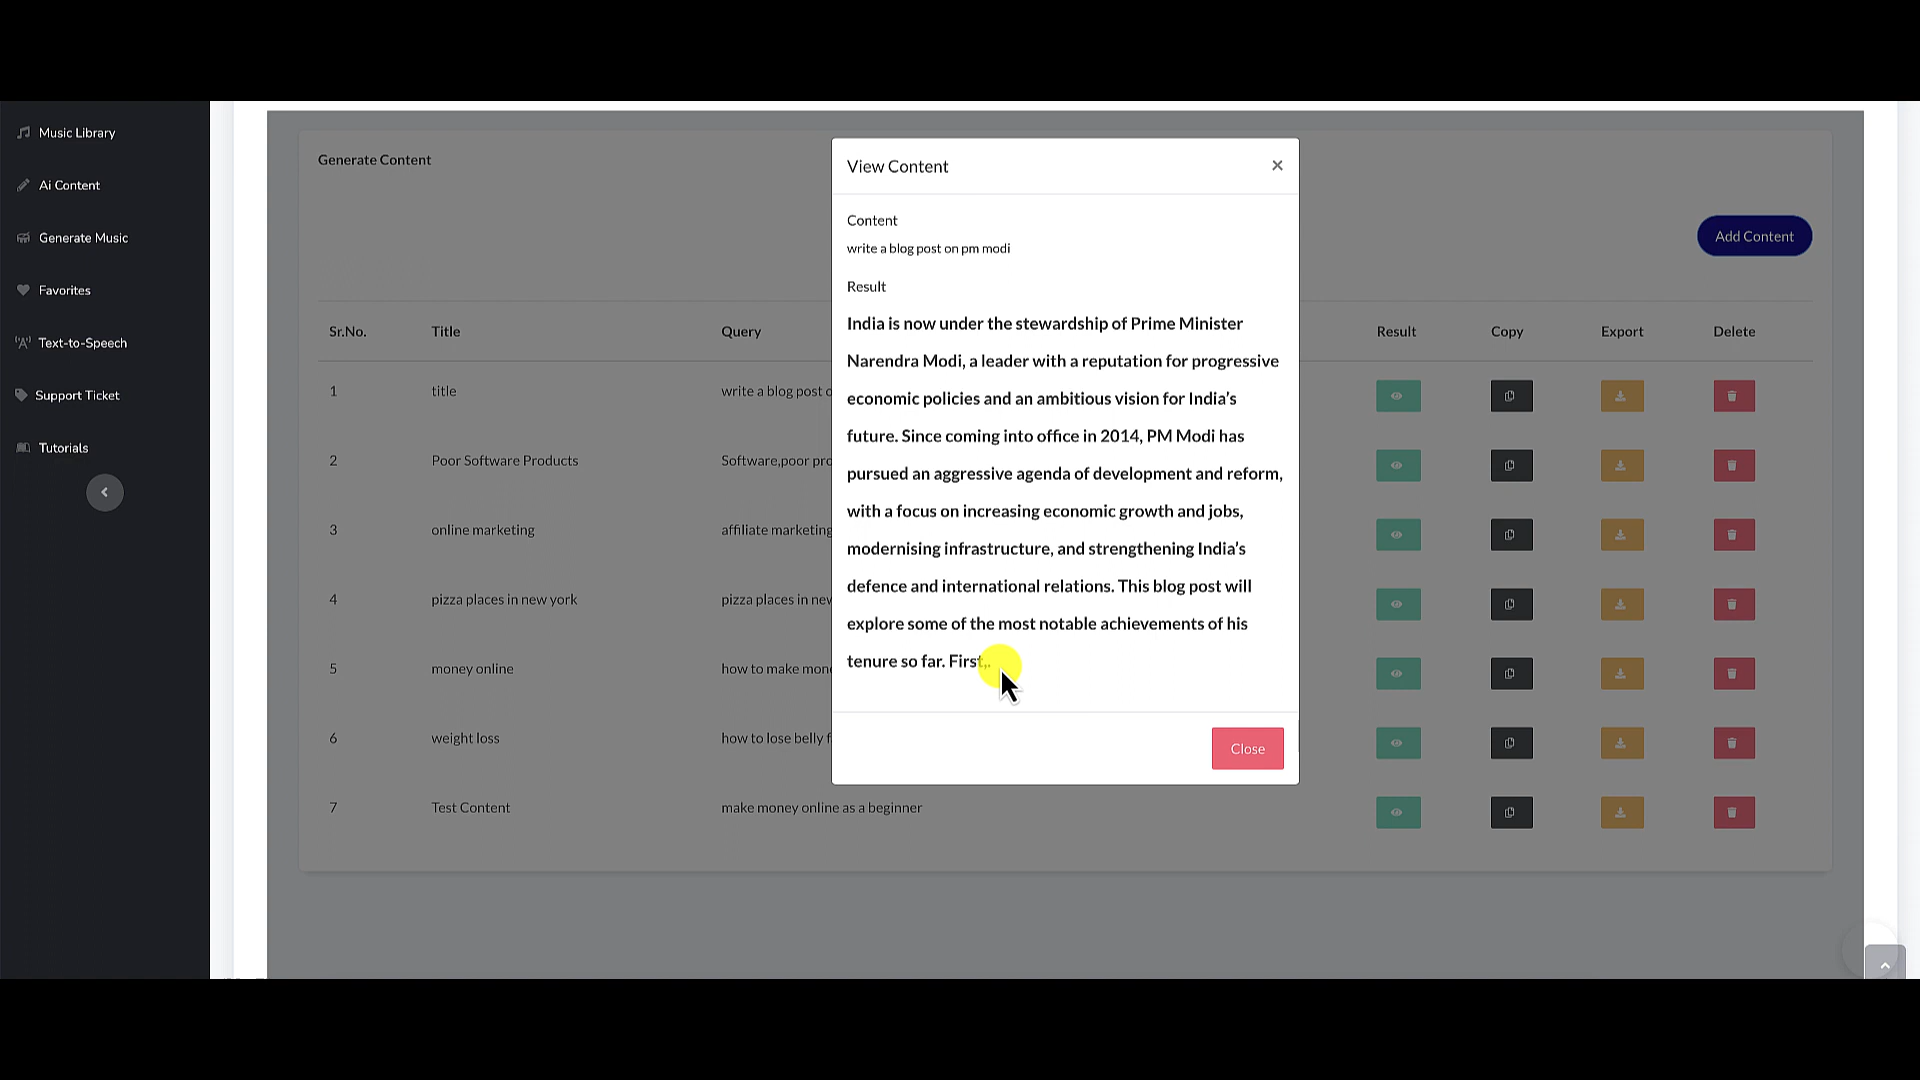 Music Library
Ai Content
Generate Music
Favorites
Text-to-Speech
Support Ticket
Tutorials
Generate Content
Add Content
Sr.No. Title Query Result Copy Export Delete
1 title write a blog post
2 Poor Software Products Software,poor
3 online marketing affiliate marketing
4 pizza places in new york pizza places in
5 money online how to make
6 weight loss how to lose belly
7 Test Content make money online as a beginner
View Content ×
Content
write a blog post on pm modi
Result
India is now under the stewardship of Prime Minister
Narendra Modi, a leader with a reputation for progressive
economic policies and an ambitious vision for India’s
future. Since coming into office in 2014, PM Modi has
pursued an aggressive agenda of development and reform,
with a focus on increasing economic growth and jobs,
modernising infrastructure, and strengthening India’s
defence and international relations. This blog post will
explore some of the most notable achievements of his
tenure so far. First,.
Close